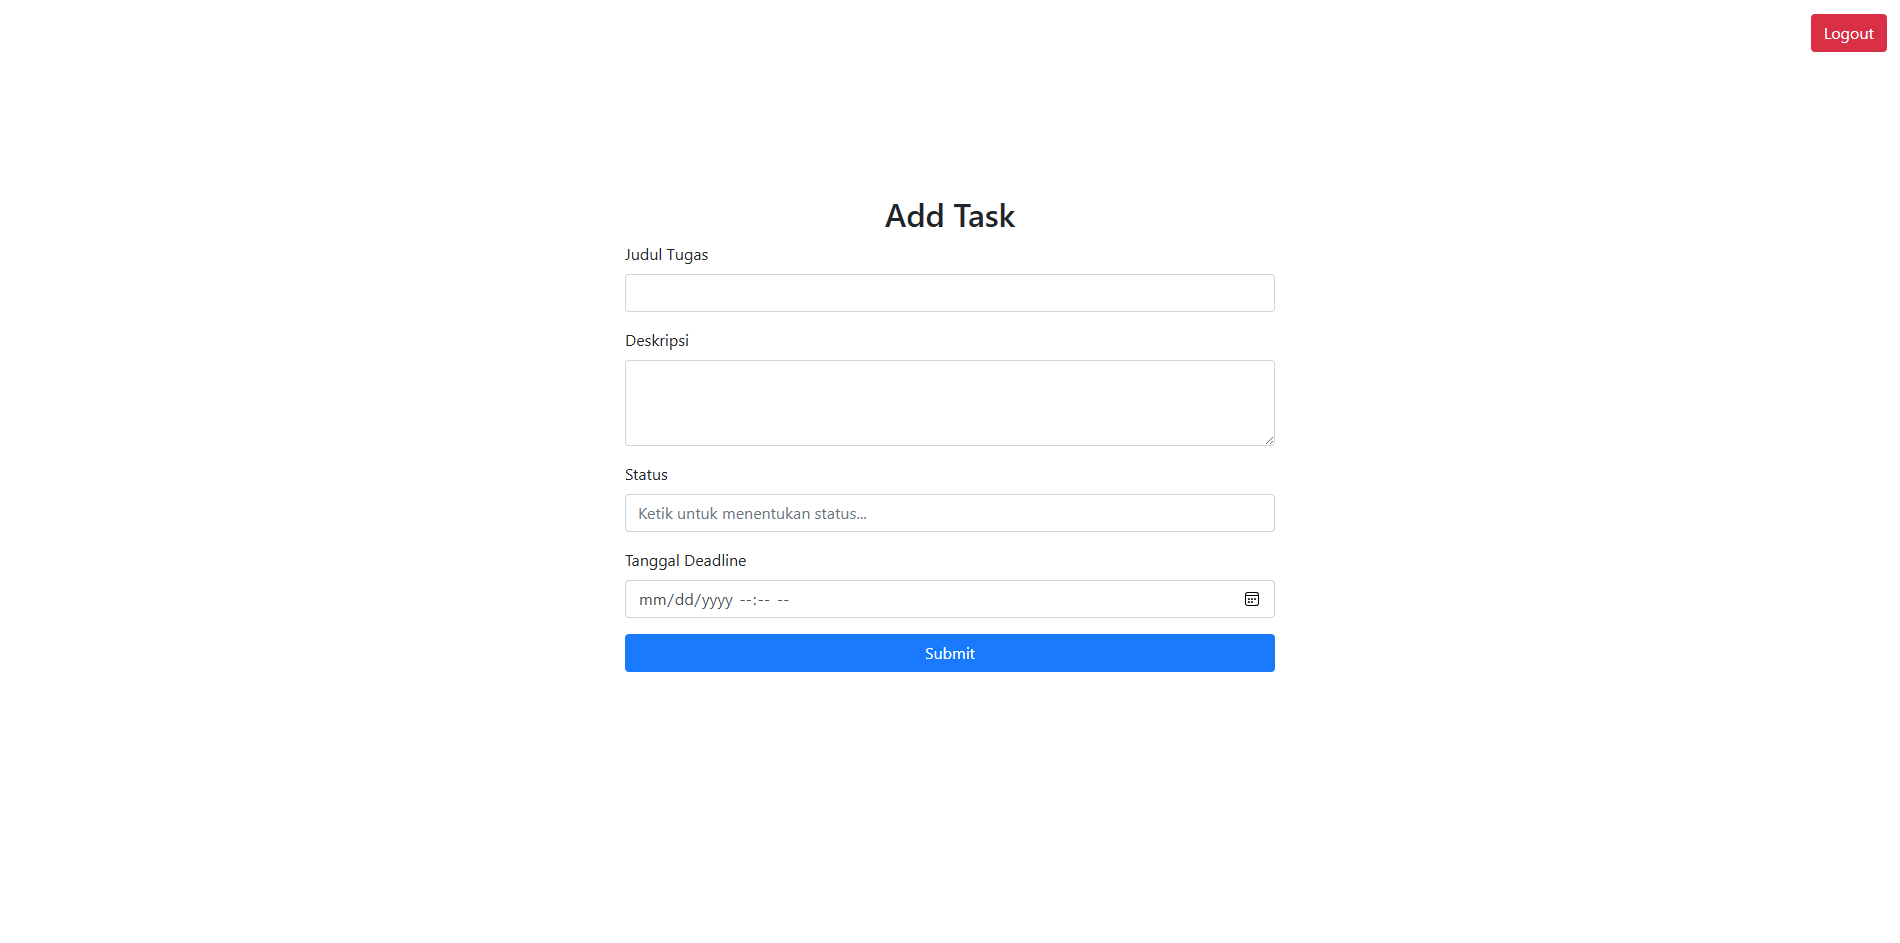 Logout
Add Task
Judul Tugas
Deskripsi
Status
Ketik untuk menentukan status...
Tanggal Deadline
mm/dd/yyyy --:-- --
Submit